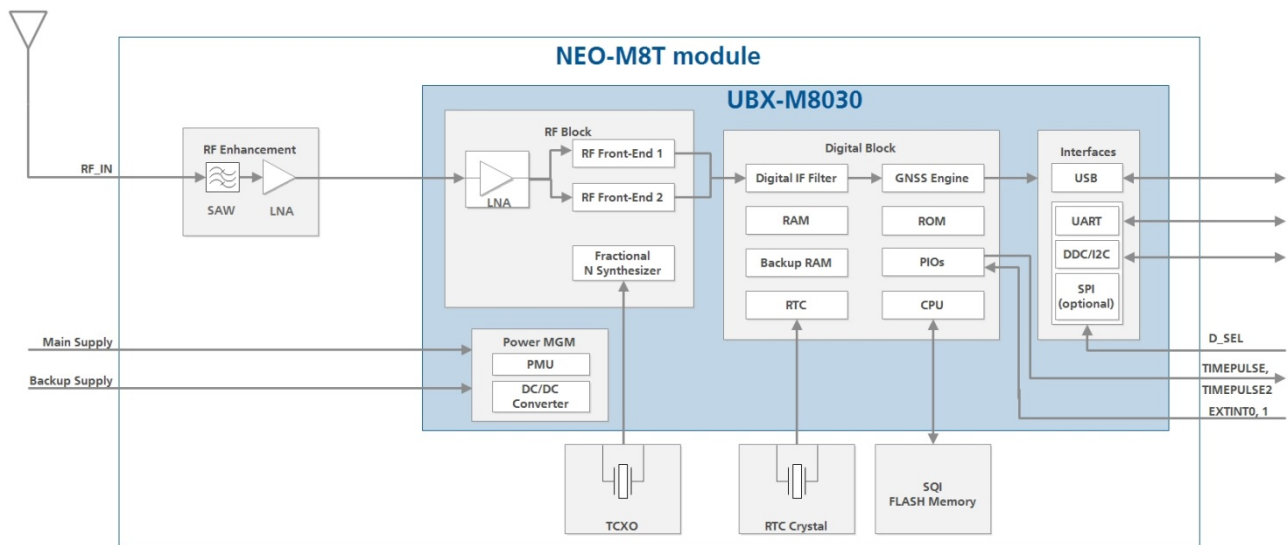 NEO-M8T module
UBX-M8030
RF_IN
RF Enhancement
SAW
LNA
RF Block
LNA
RF Front-End 1
RF Front-End 2
Fractional
N Synthesizer
Digital Block
Digital IF Filter
GNSS Engine
RAM
ROM
Backup RAM
PIOs
RTC
CPU
Interfaces
USB
UART
DDC/I2C
SPI
(optional)
Main Supply
Backup Supply
Power MGM
PMU
DC/DC
Converter
D_SEL
TIMEPULSE,
TIMEPULSE2
EXTINT0, 1
TCXO
RTC Crystal
SQI
FLASH Memory